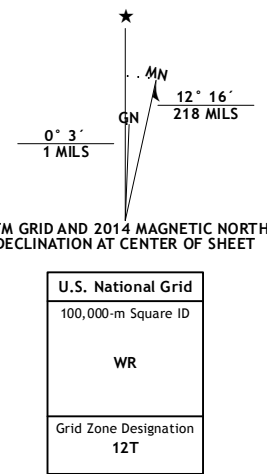 ★
MN
GN
12° 16´
218 MILS
0° 3´
1 MILS
TM GRID AND 2014 MAGNETIC NORTH
DECLINATION AT CENTER OF SHEET
U.S. National Grid
100,000-m Square ID
WR
Grid Zone Designation
12T